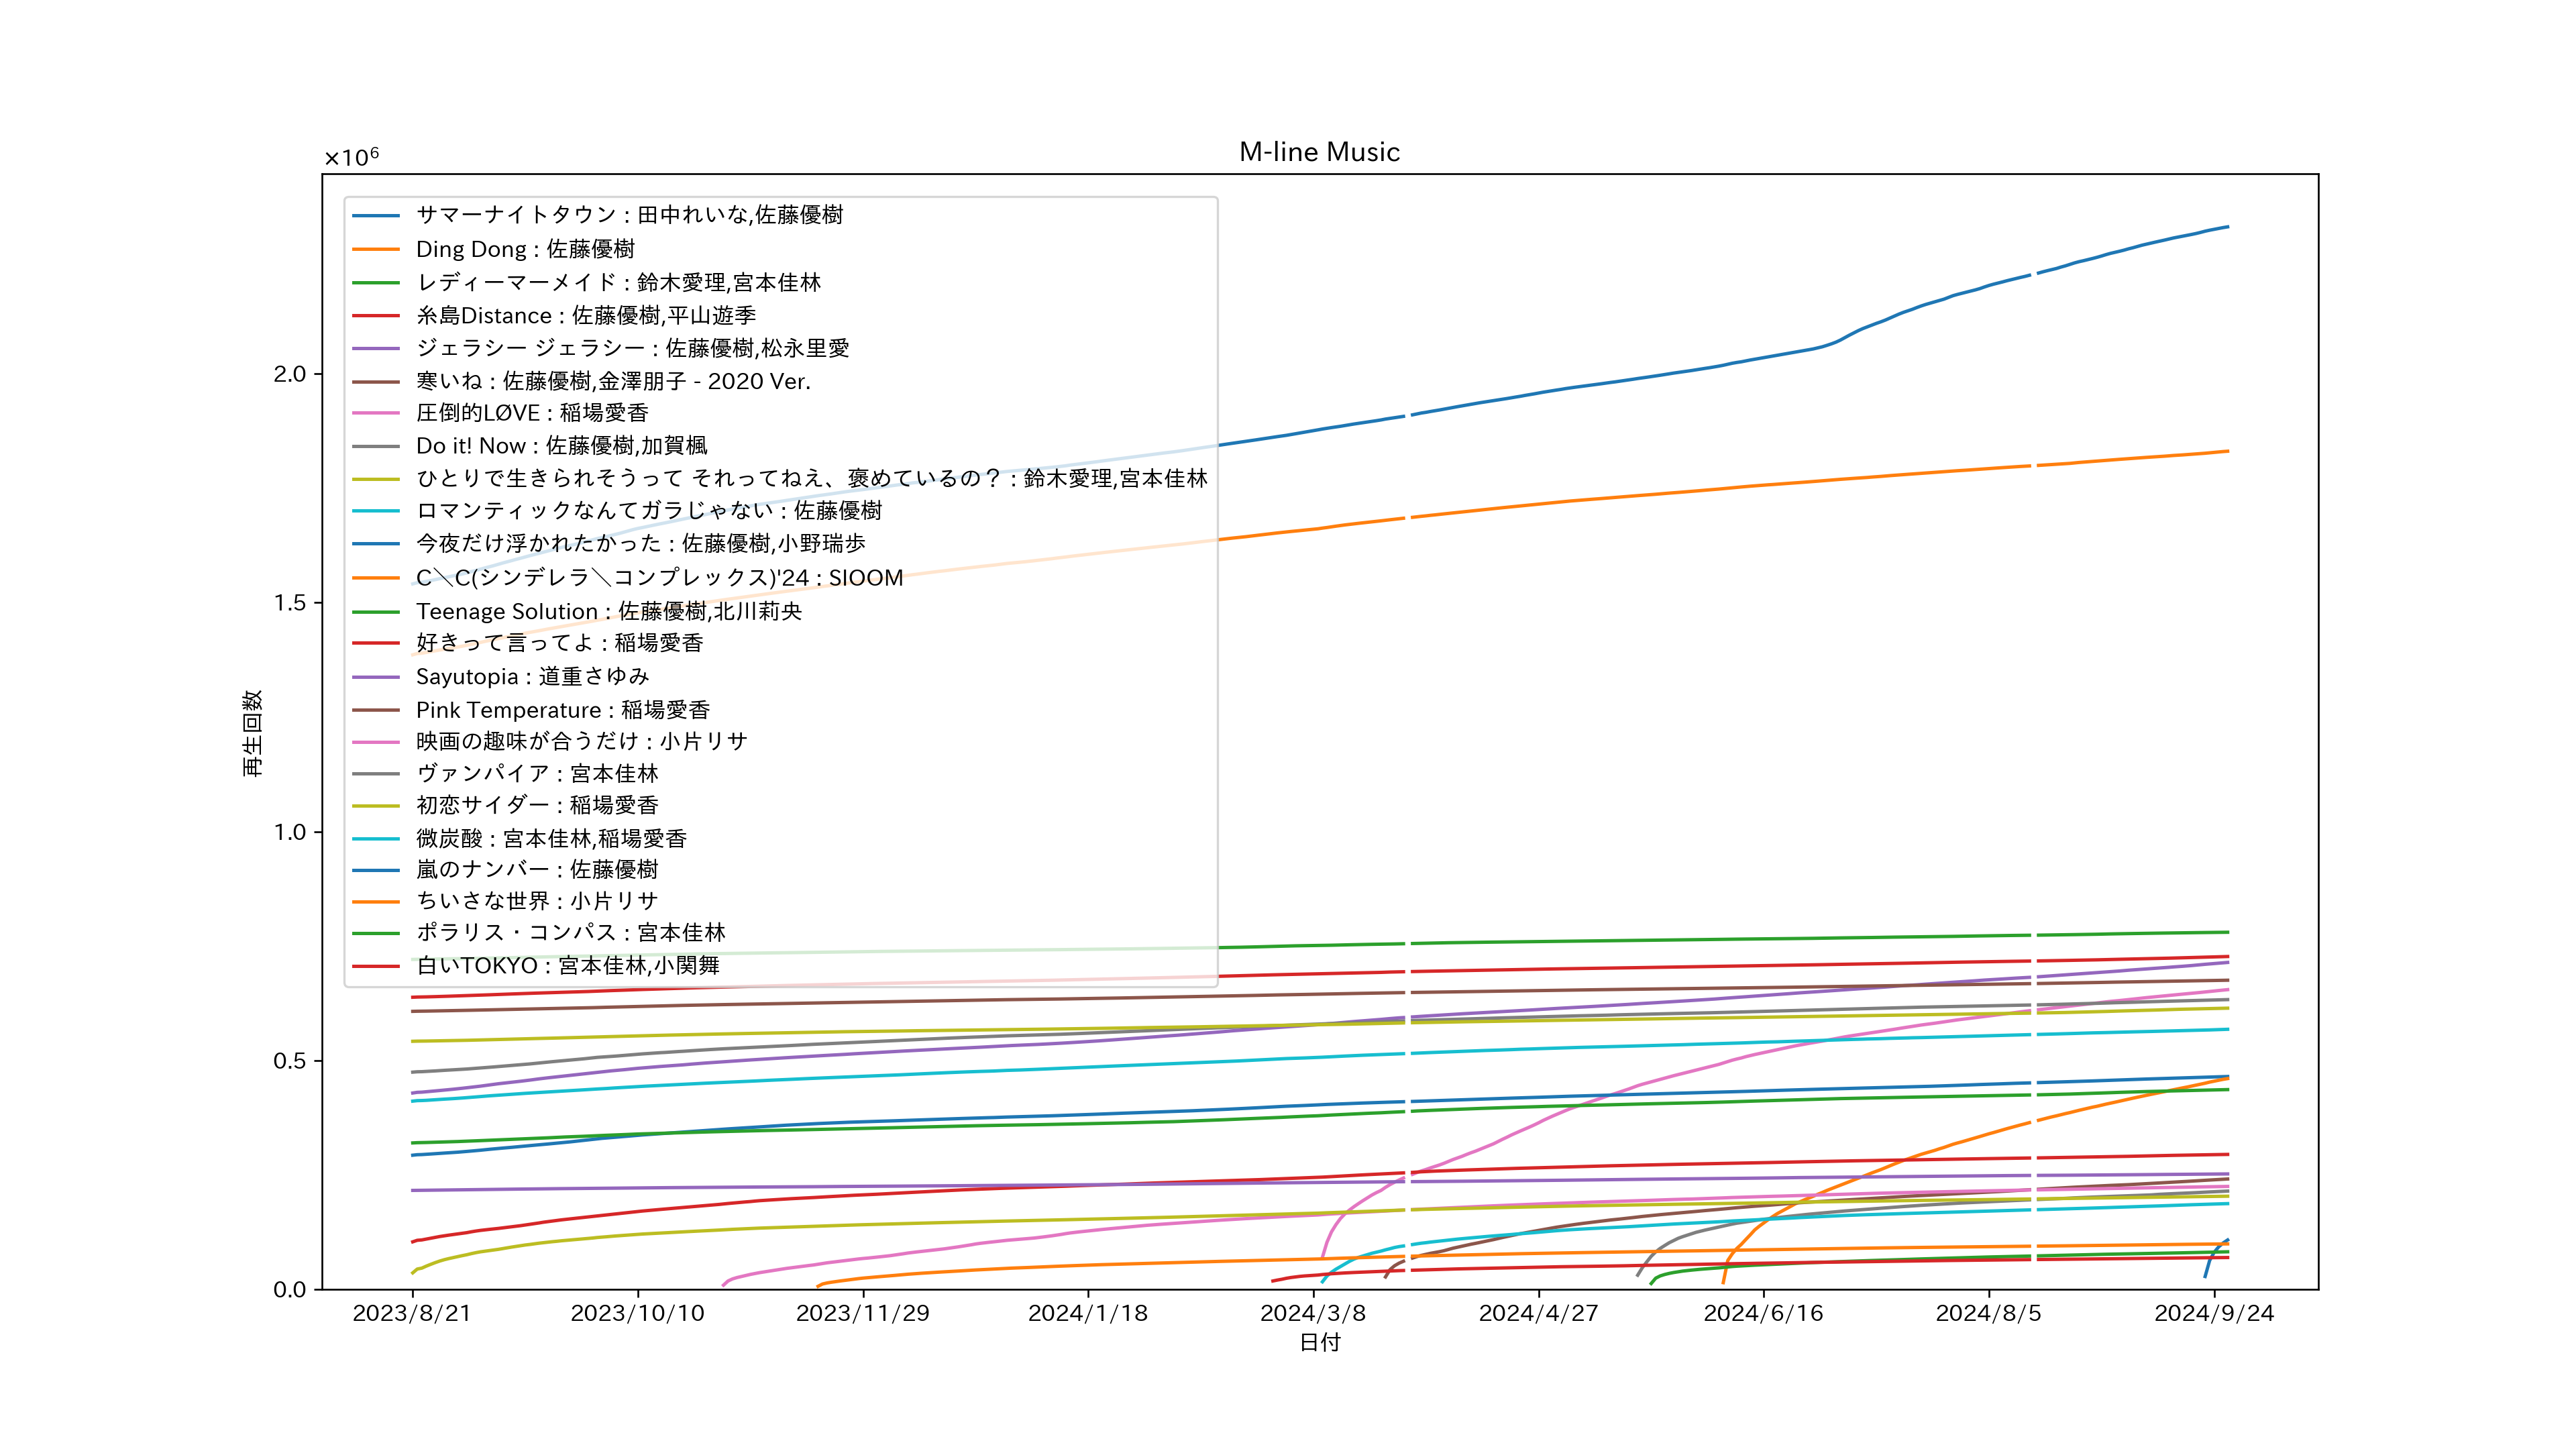 M-line Music
×10⁶
サマーナイトタウン : 田中れいな,佐藤優樹
Ding Dong : 佐藤優樹
レディーマーメイド : 鈴木愛理,宮本佳林
糸島Distance : 佐藤優樹,平山遊季
ジェラシー ジェラシー : 佐藤優樹,松永里愛
寒いね : 佐藤優樹,金澤朋子 - 2020 Ver.
圧倒的LØVE : 稲場愛香
Do it! Now : 佐藤優樹,加賀楓
ひとりで生きられそうって それってねえ、褒めているの？ : 鈴木愛理,宮本佳林
ロマンティックなんてガラじゃない : 佐藤優樹
今夜だけ浮かれたかった : 佐藤優樹,小野瑞歩
C＼C(シンデレラ＼コンプレックス)'24 : SIOOM
Teenage Solution : 佐藤優樹,北川莉央
好きって言ってよ : 稲場愛香
Sayutopia : 道重さゆみ
Pink Temperature : 稲場愛香
映画の趣味が合うだけ : 小片リサ
ヴァンパイア : 宮本佳林
初恋サイダー : 稲場愛香
微炭酸 : 宮本佳林,稲場愛香
嵐のナンバー : 佐藤優樹
ちいさな世界 : 小片リサ
ポラリス・コンパス : 宮本佳林
白いTOKYO : 宮本佳林,小関舞
2.0
1.5
1.0
0.5
0.0
再生回数
2023/8/21
2023/10/10
2023/11/29
2024/1/18
2024/3/8
2024/4/27
2024/6/16
2024/8/5
2024/9/24
日付